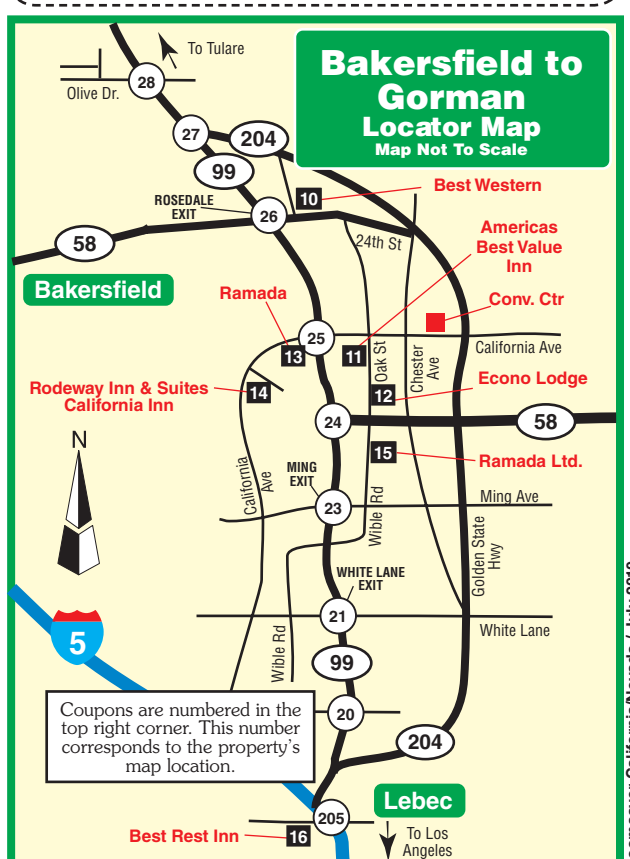 Bakersfield to
Gorman
Locator Map
Map Not To Scale
To Tulare
28
Olive Dr.
27
204
99
10
Best Western
ROSEDALE
EXIT
26
58
24th St
Americas
Best Value
Inn
Bakersfield
Ramada
Conv. Ctr
25
13
11
Oak St
Chester
Ave
California Ave
Rodeway Inn & Suites
California Inn
14
12
Econo Lodge
24
58
N
15
Ramada Ltd.
California
Ave
MING
EXIT
23
Wible Rd
Ming Ave
Golden State
Hwy
WHITE LANE
EXIT
21
White Lane
5
Wible Rd
99
Coupons are numbered in the
top right corner. This number
corresponds to the property's
map location.
20
204
Lebec
205
Best Rest Inn
16
To Los
Angeles
California/Nevada / July 2012